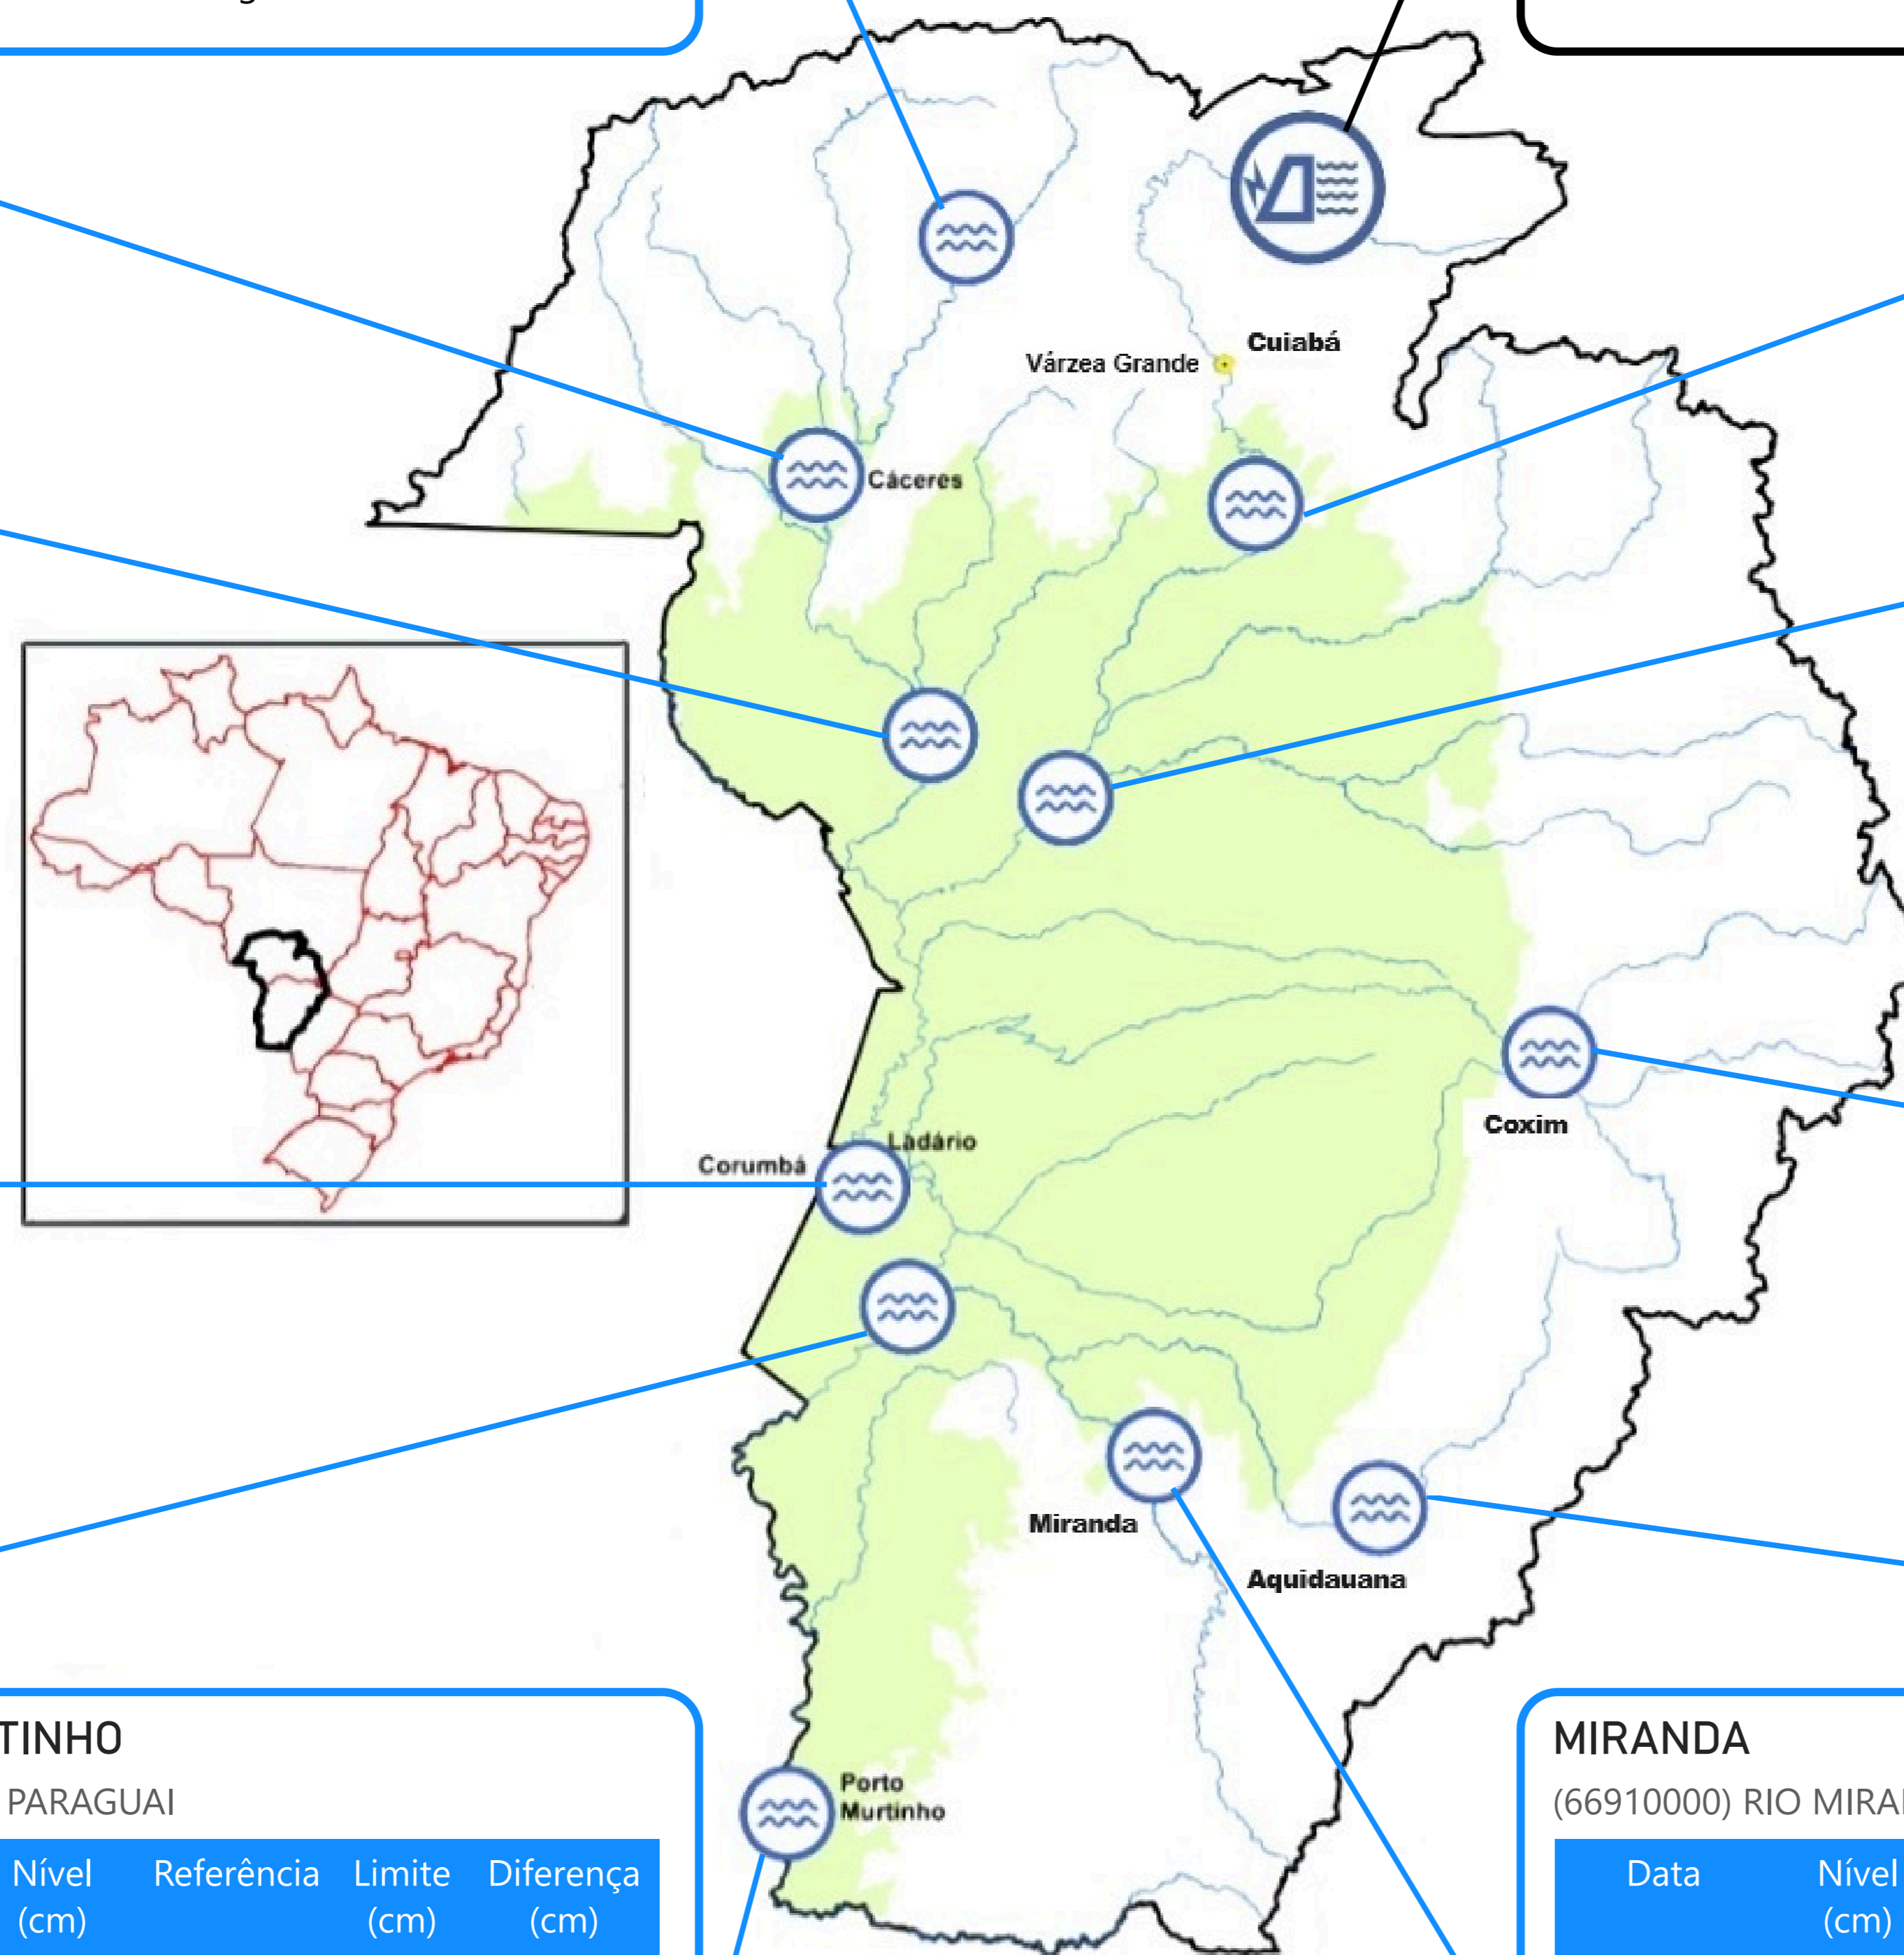 Cuiabá
Várzea Grande
Cáceres
Coxim
Ladário
Corumbá
Miranda
Aquidauana
Porto
Murtinho
TINHO
PARAGUAI
Nível
(cm)
Referência
Limite
(cm)
Diferença
(cm)
MIRANDA
(66910000) RIO MIRA
Data
Nível
(cm)